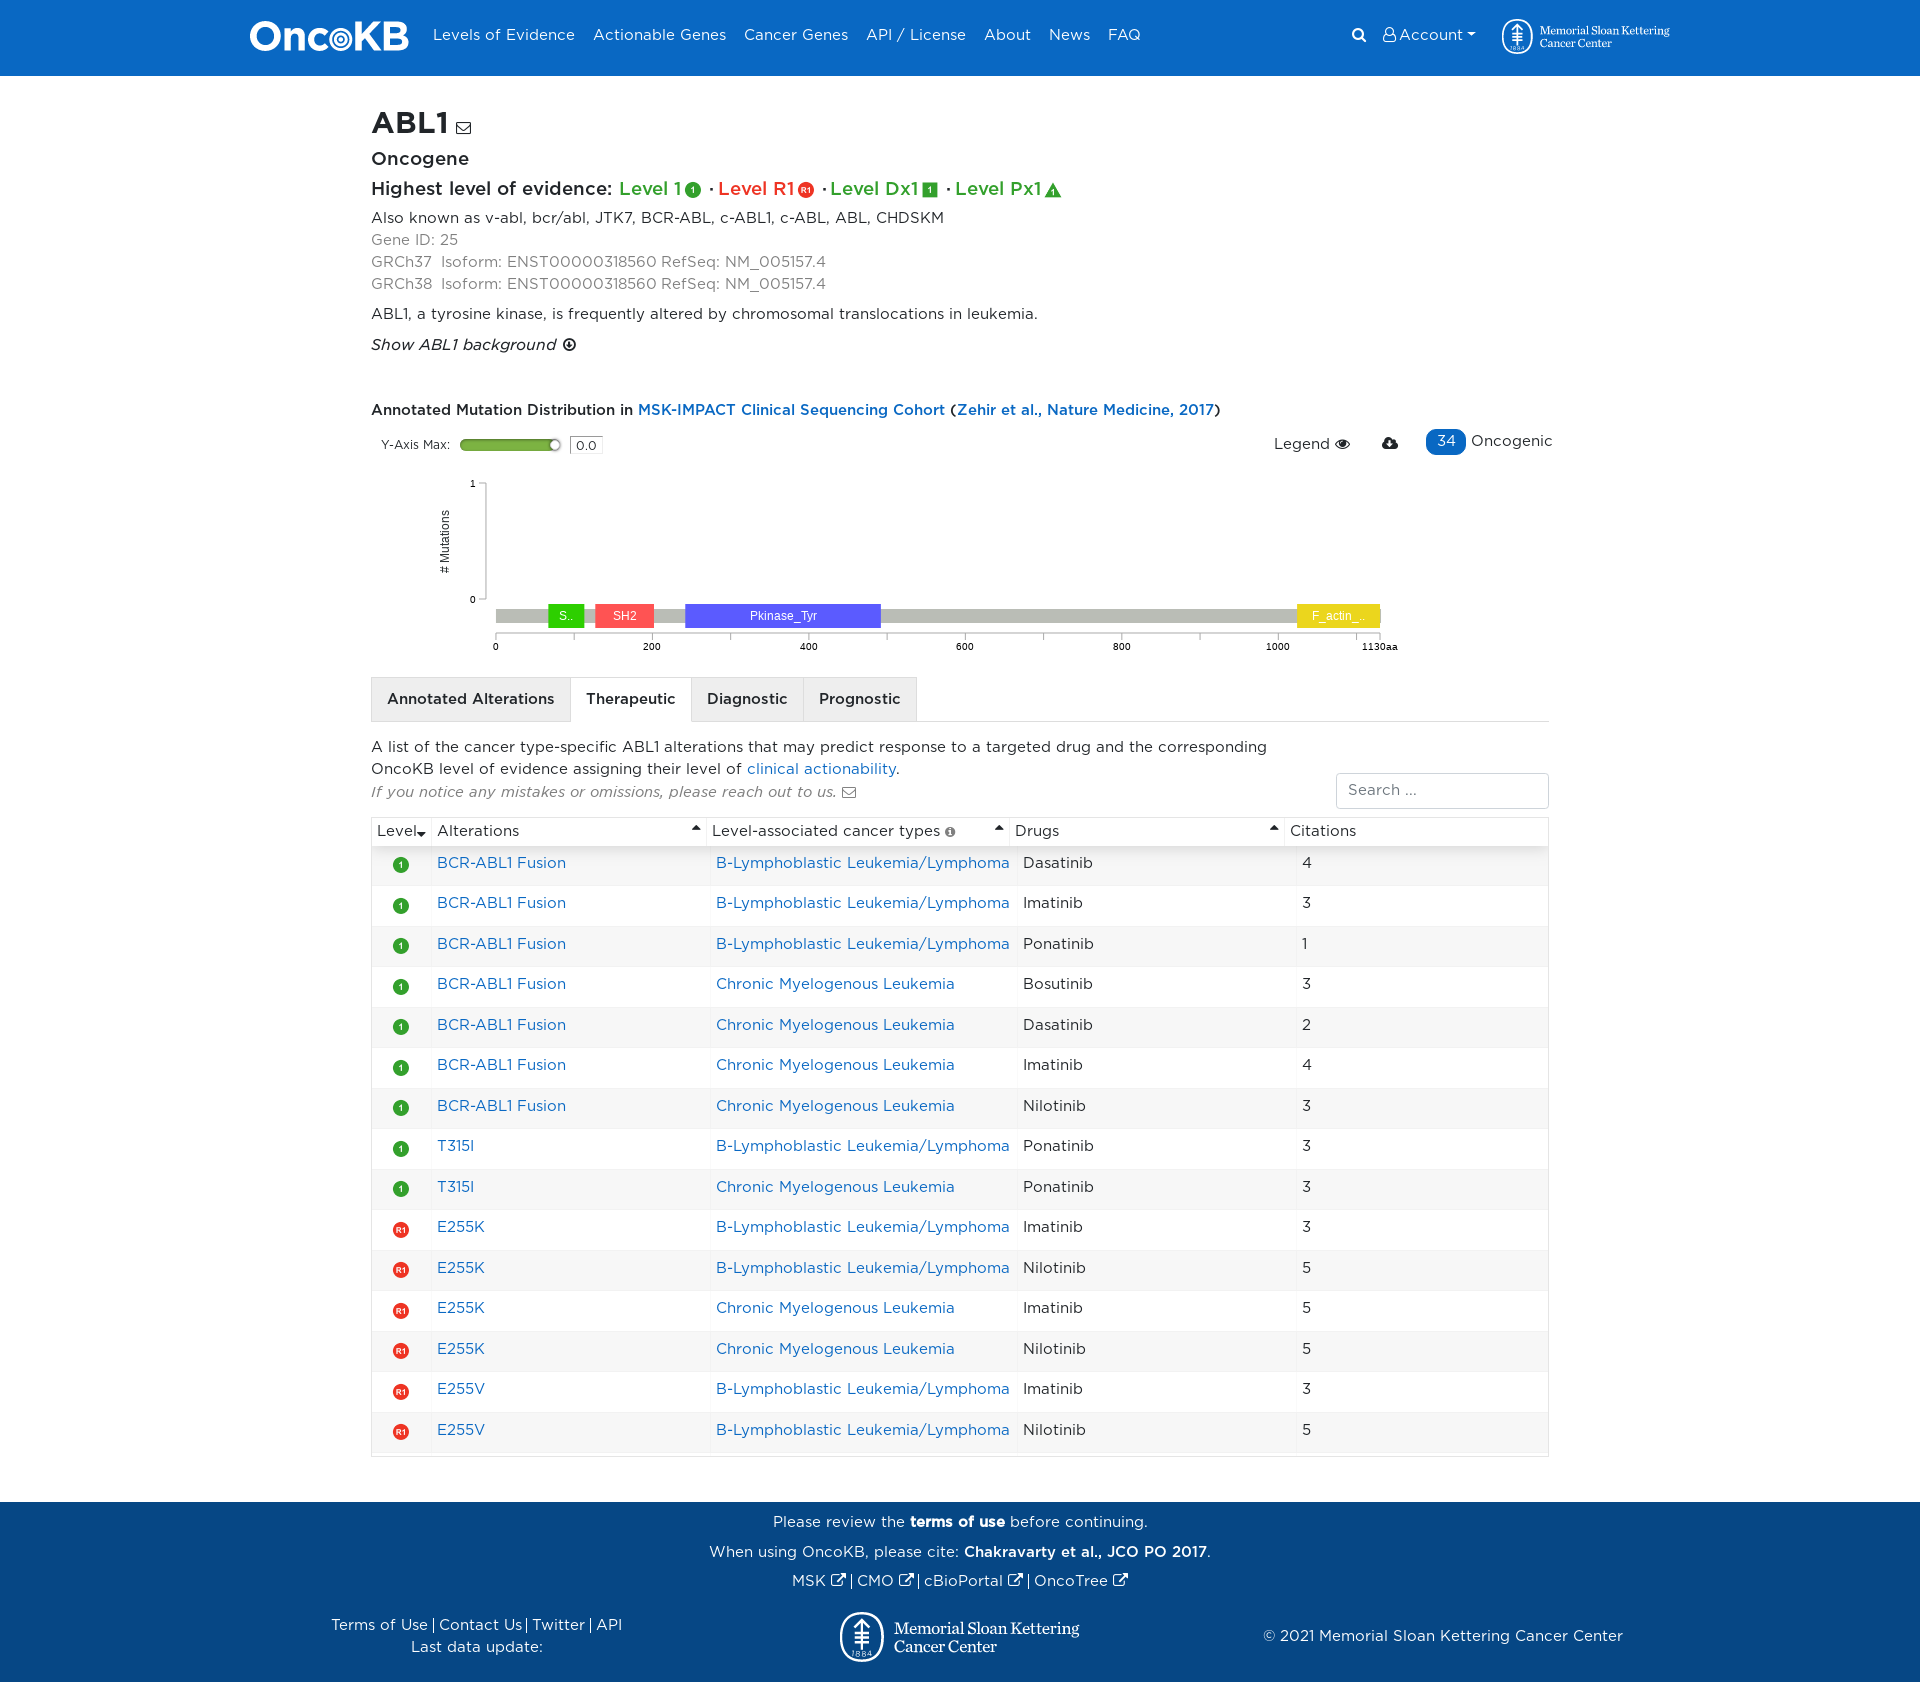 OncoKB Levels of Evidence Actionable Genes Cancer Genes API / License About News FAQ Account Memorial Sloan Kettering Cancer Center 1884
ABL1
Oncogene
Highest level of evidence: Level 1 1 · Level R1 R1 · Level Dx1 1 · Level Px1 1
Also known as v-abl, bcr/abl, JTK7, BCR-ABL, c-ABL1, c-ABL, ABL, CHDSKM
Gene ID: 25
GRCh37 Isoform: ENST00000318560 RefSeq: NM_005157.4
GRCh38 Isoform: ENST00000318560 RefSeq: NM_005157.4
ABL1, a tyrosine kinase, is frequently altered by chromosomal translocations in leukemia.
Show ABL1 background
Annotated Mutation Distribution in MSK-IMPACT Clinical Sequencing Cohort (Zehir et al., Nature Medicine, 2017)
Y-Axis Max: 0.0 Legend 34 Oncogenic
1
# Mutations
0
S.. SH2 Pkinase_Tyr F_actin_..
0 200 400 600 800 1000 1130aa
Annotated Alterations Therapeutic Diagnostic Prognostic
A list of the cancer type-specific ABL1 alterations that may predict response to a targeted drug and the corresponding
OncoKB level of evidence assigning their level of clinical actionability.
If you notice any mistakes or omissions, please reach out to us.
Search ...
Level Alterations Level-associated cancer types Drugs Citations
1 BCR-ABL1 Fusion B-Lymphoblastic Leukemia/Lymphoma Dasatinib 4
1 BCR-ABL1 Fusion B-Lymphoblastic Leukemia/Lymphoma Imatinib 3
1 BCR-ABL1 Fusion B-Lymphoblastic Leukemia/Lymphoma Ponatinib 1
1 BCR-ABL1 Fusion Chronic Myelogenous Leukemia Bosutinib 3
1 BCR-ABL1 Fusion Chronic Myelogenous Leukemia Dasatinib 2
1 BCR-ABL1 Fusion Chronic Myelogenous Leukemia Imatinib 4
1 BCR-ABL1 Fusion Chronic Myelogenous Leukemia Nilotinib 3
1 T315I B-Lymphoblastic Leukemia/Lymphoma Ponatinib 3
1 T315I Chronic Myelogenous Leukemia Ponatinib 3
R1 E255K B-Lymphoblastic Leukemia/Lymphoma Imatinib 3
R1 E255K B-Lymphoblastic Leukemia/Lymphoma Nilotinib 5
R1 E255K Chronic Myelogenous Leukemia Imatinib 5
R1 E255K Chronic Myelogenous Leukemia Nilotinib 5
R1 E255V B-Lymphoblastic Leukemia/Lymphoma Imatinib 3
R1 E255V B-Lymphoblastic Leukemia/Lymphoma Nilotinib 5
Please review the terms of use before continuing.
When using OncoKB, please cite: Chakravarty et al., JCO PO 2017.
MSK | CMO | cBioPortal | OncoTree
Terms of Use | Contact Us | Twitter | API
Last data update:
Memorial Sloan Kettering
Cancer Center
1884
© 2021 Memorial Sloan Kettering Cancer Center